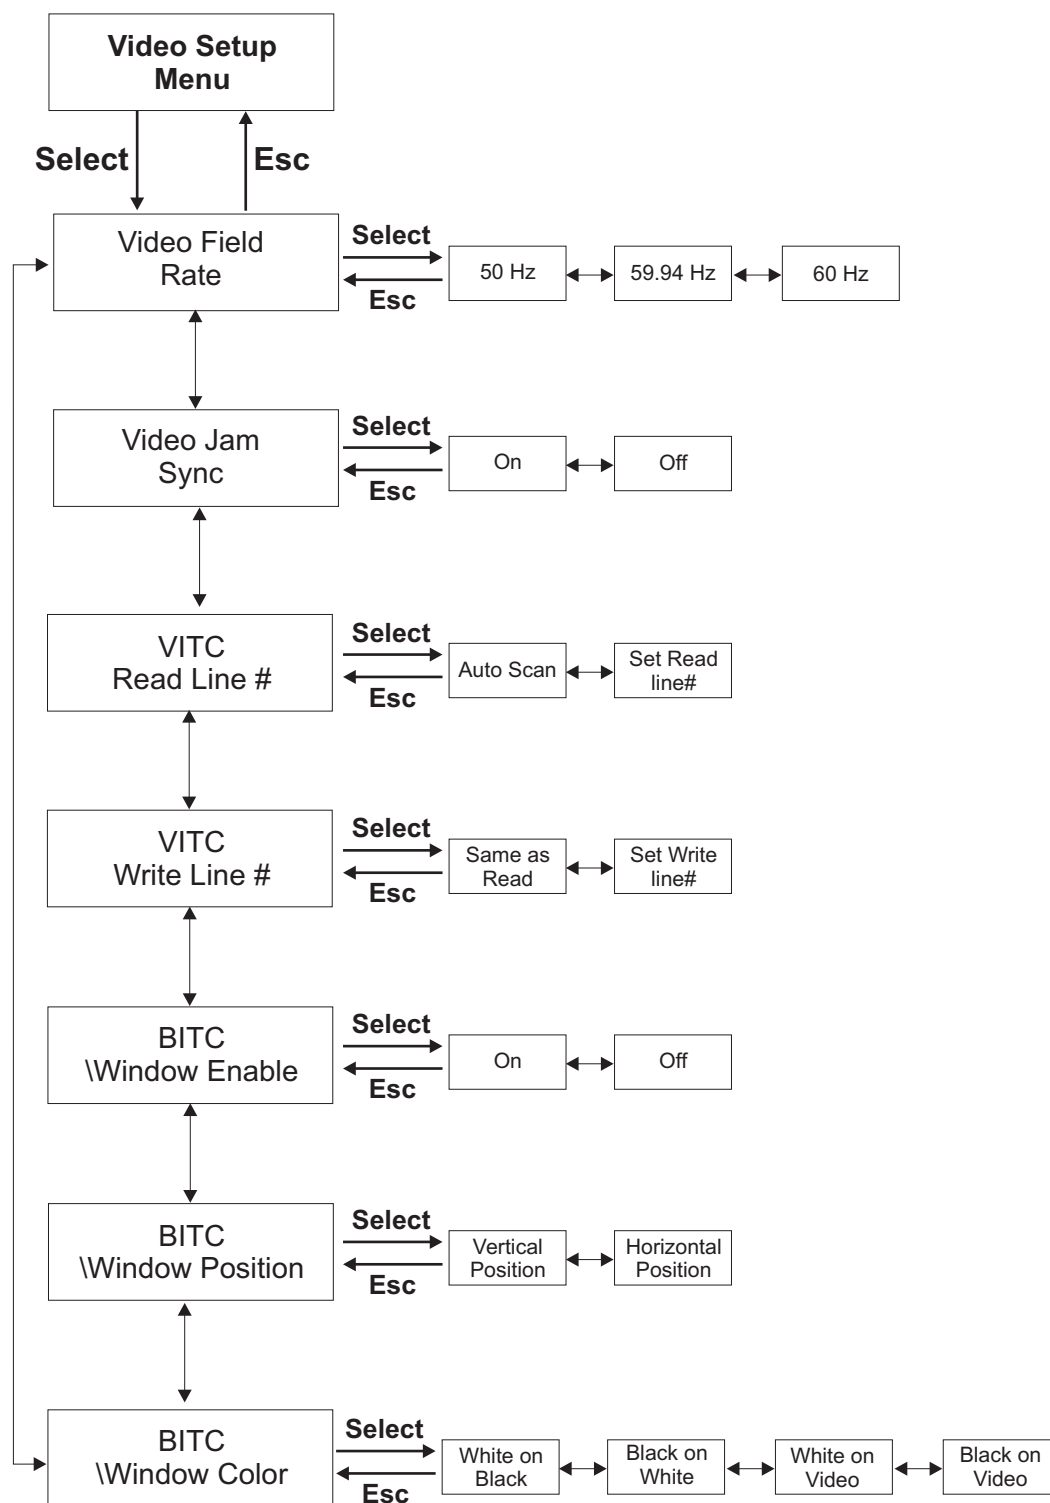 Video Setup
Menu
Select
Esc
Video Field
Rate
Select
Esc
50 Hz
59.94 Hz
60 Hz
Video Jam
Sync
Select
Esc
On
Off
VITC
Read Line #
Select
Esc
Auto Scan
Set Read
line#
VITC
Write Line #
Select
Esc
Same as
Read
Set Write
line#
BITC
\Window Enable
Select
Esc
On
Off
BITC
\Window Position
Select
Esc
Vertical
Position
Horizontal
Position
BITC
\Window Color
Select
Esc
White on
Black
Black on
White
White on
Video
Black on
Video